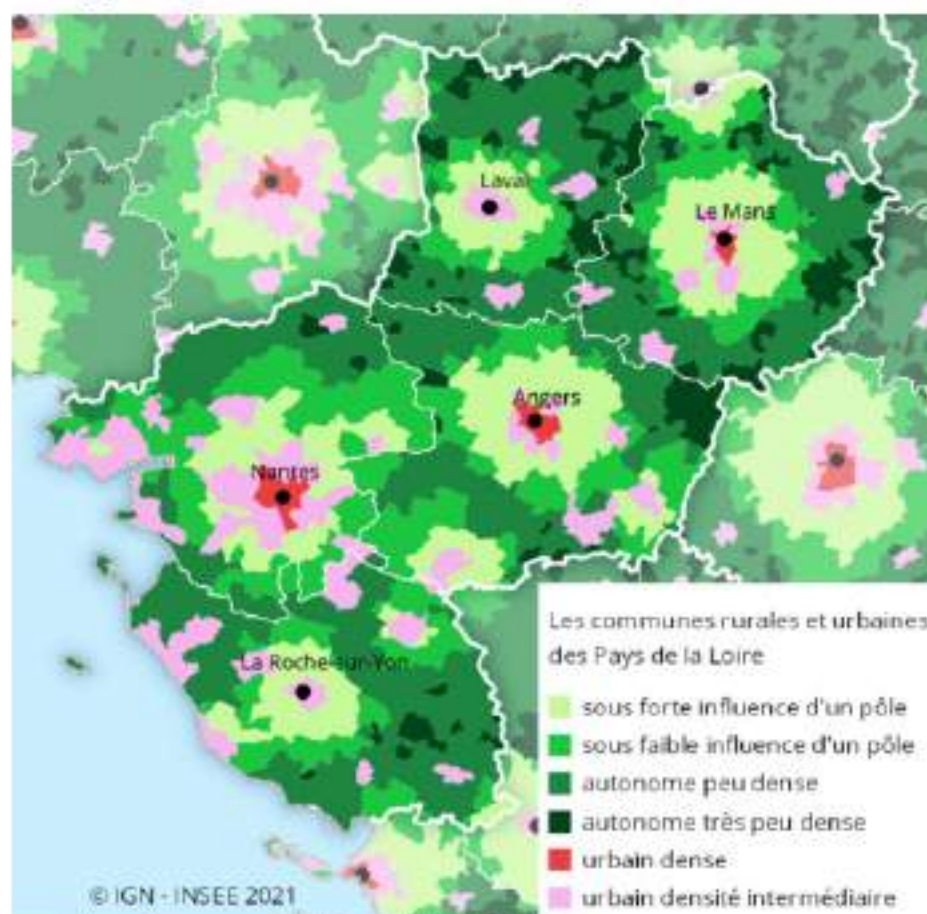 Laval
Le Mans
Angers
Nantes
La Roche-sur-Yon
Les communes rurales et urbaines
des Pays de la Loire
sous forte influence d'un pôle
sous faible influence d'un pôle
autonome peu dense
autonome très peu dense
urbain dense
urbain densité intermédiaire
© IGN - INSEE 2021